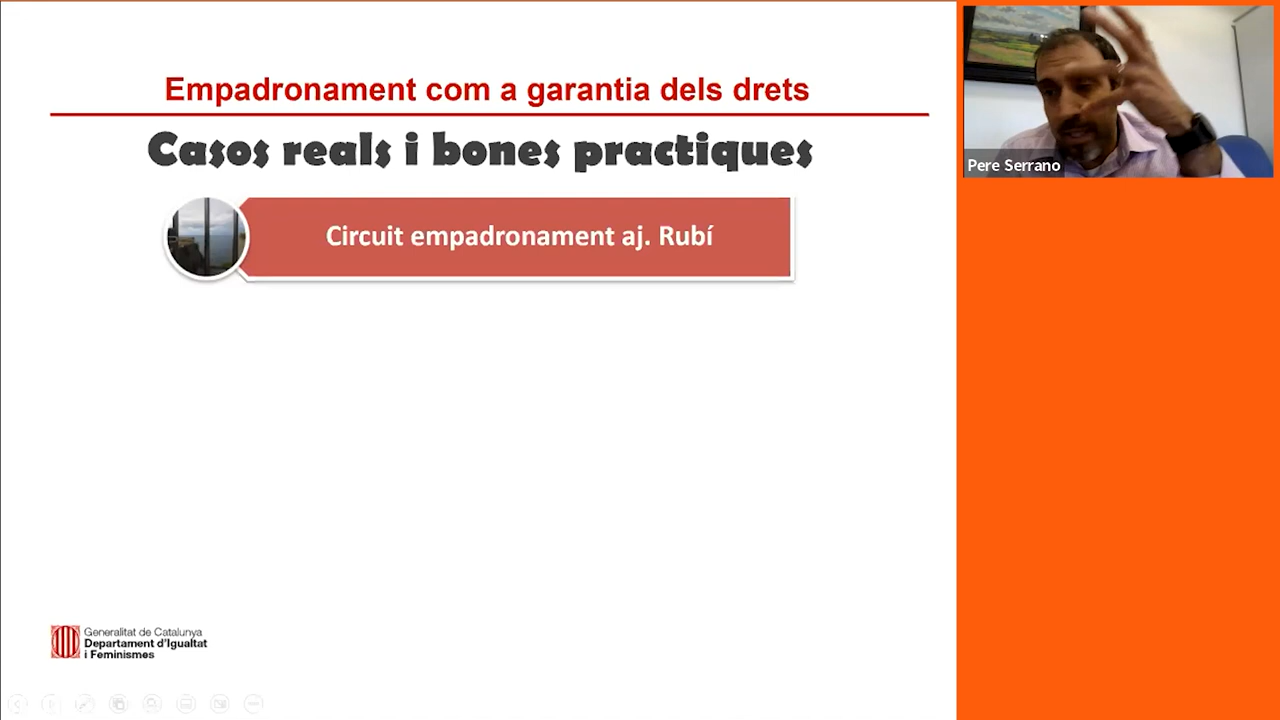 Empadronament com a garantia dels drets
Casos reals i bones practiques
Circuit empadronament aj. Rubí
Generalitat de Catalunya
Departament d'Igualtat
i Feminismes
Pere Serrano